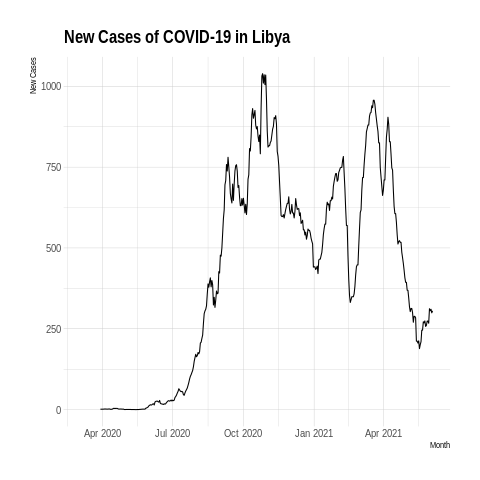 New Cases of COVID-19 in Libya
New Cases
1000
750
500
250
0
Apr 2020 Jul 2020 Oct 2020 Jan 2021 Apr 2021
Month